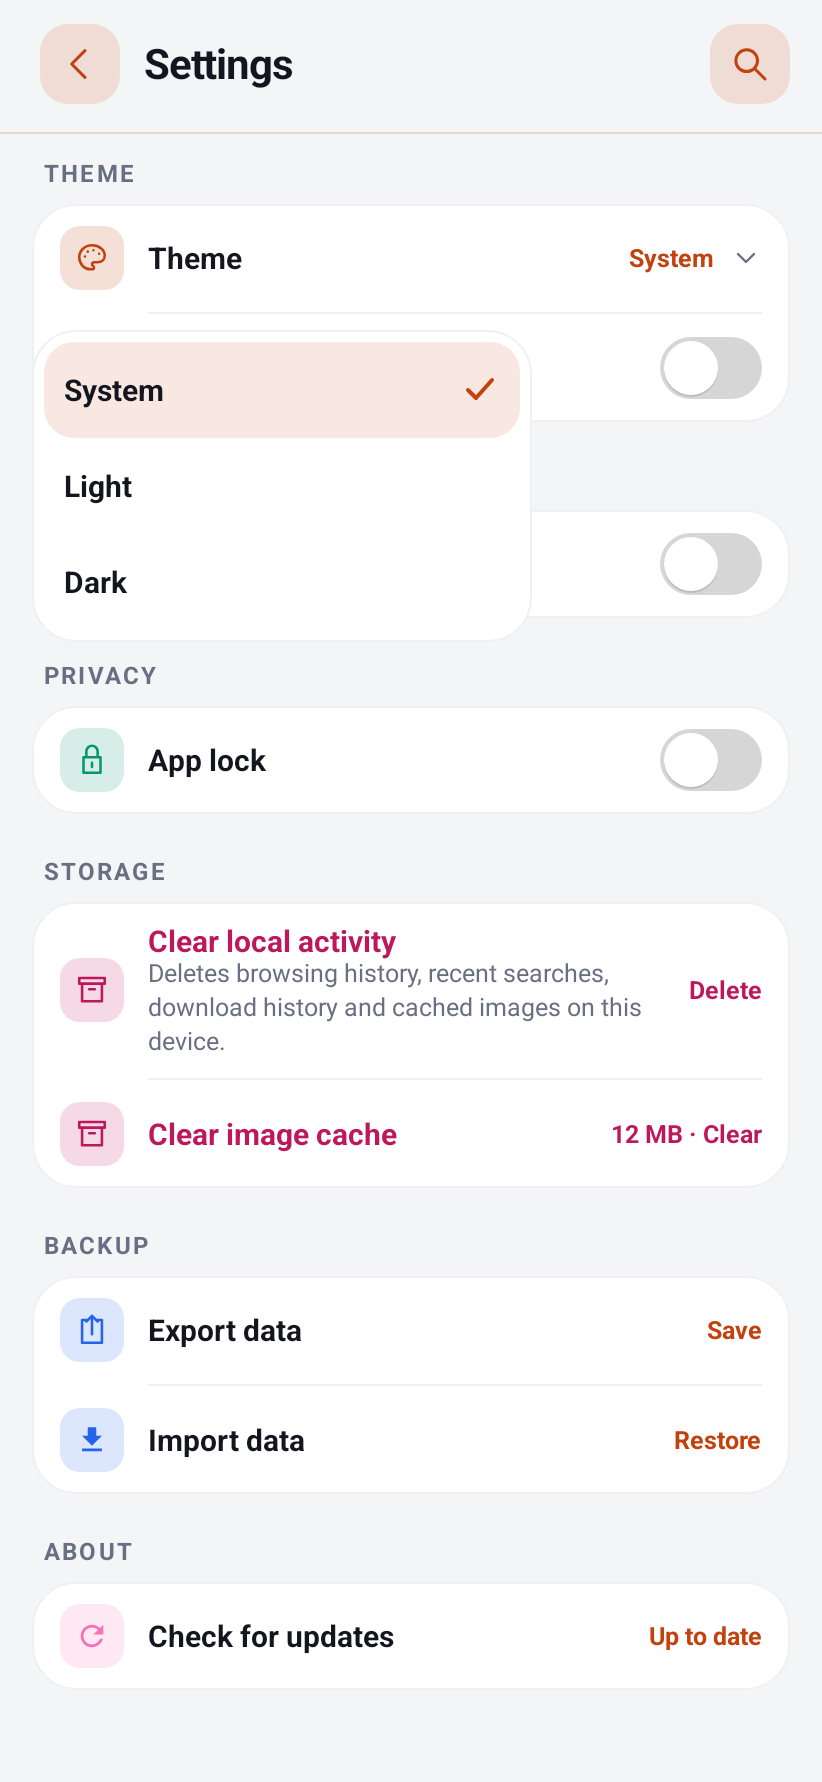 Settings
THEME
Theme
System
System
Light
Dark
PRIVACY
App lock
STORAGE
Clear local activity
Deletes browsing history, recent searches,
download history and cached images on this
device.
Delete
Clear image cache
12 MB · Clear
BACKUP
Export data
Save
Import data
Restore
ABOUT
Check for updates
Up to date